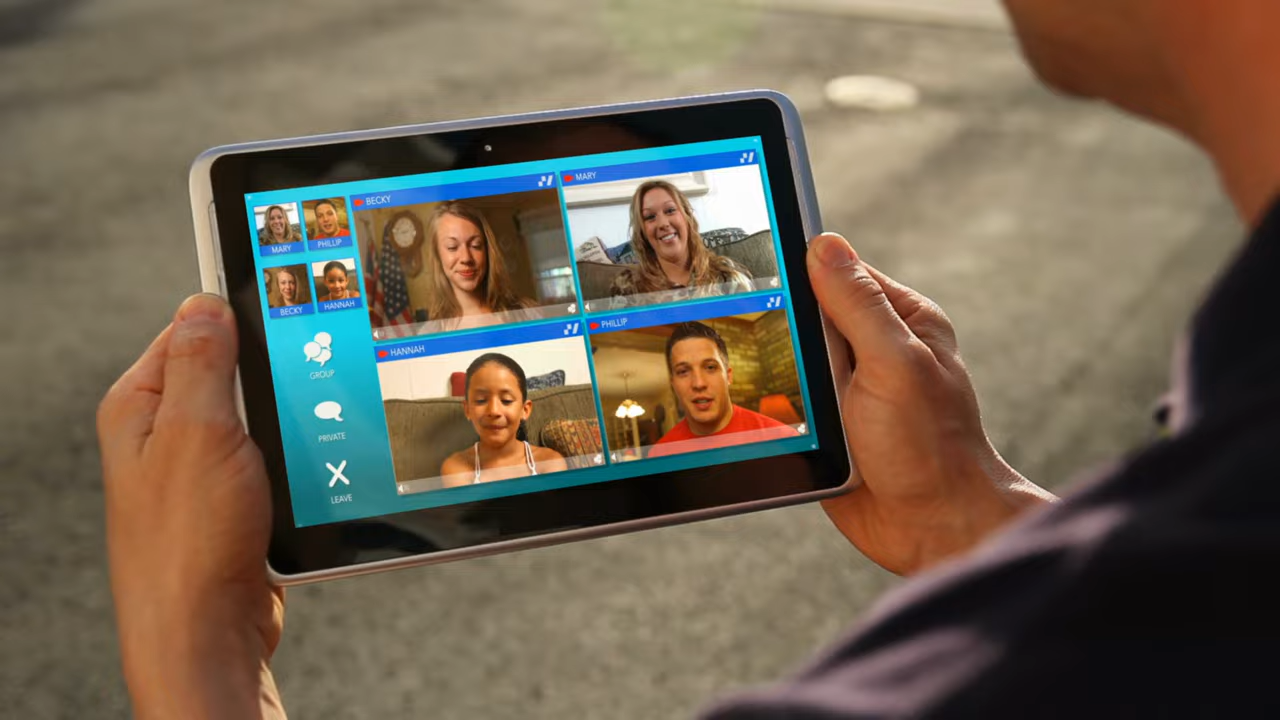 MARY
PHILLIP
BECKY
HANNAH
GROUP
PRIVATE
LEAVE
BECKY
MARY
HANNAH
PHILLIP